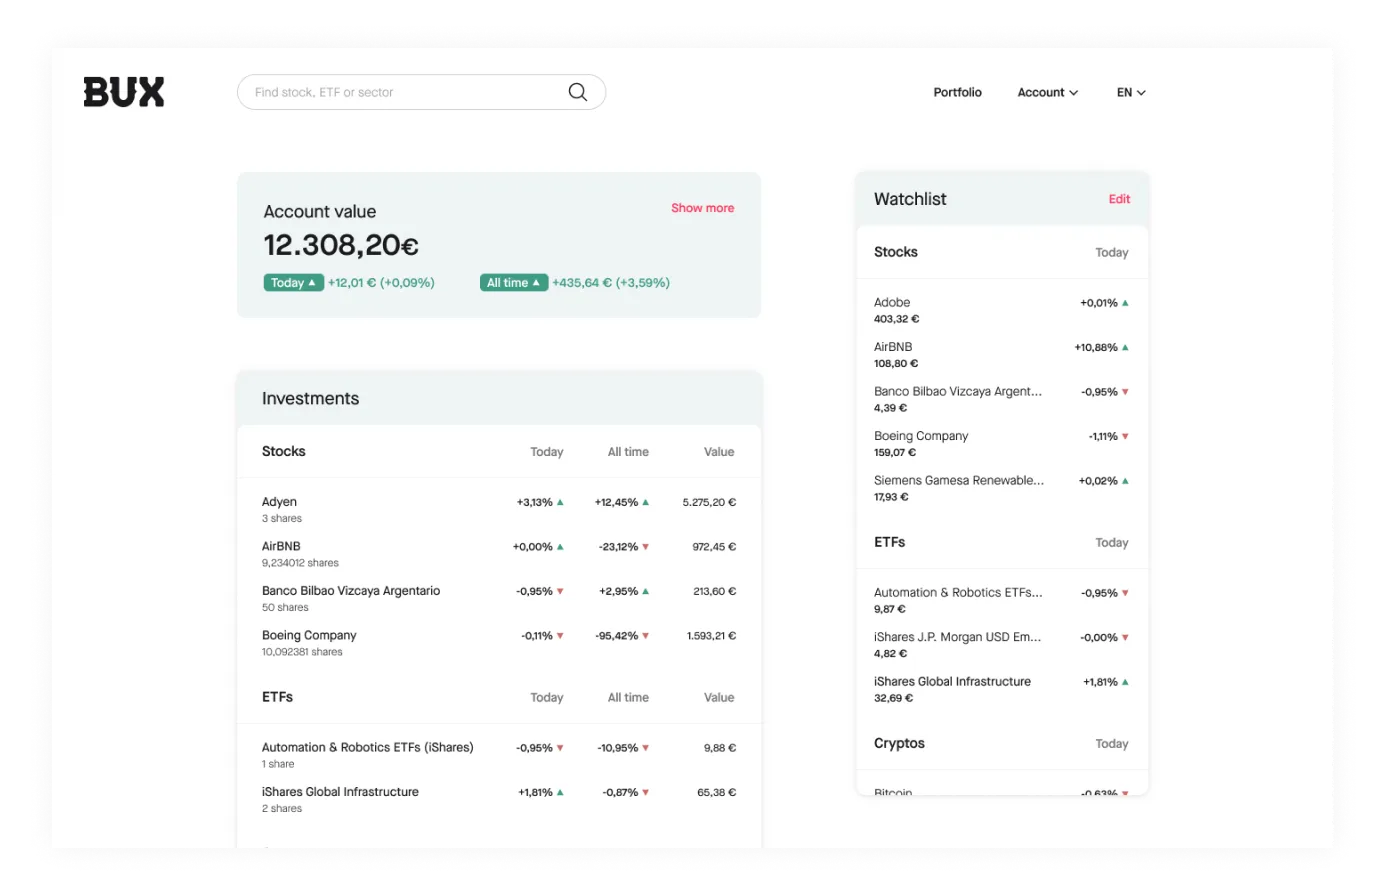 BUX
Find stock, ETF or sector
Portfolio
Account
EN
Account value
Show more
12.308,20€
Today ▲ +12,01 € (+0,09%)
All time ▲ +435,64 € (+3,59%)
Investments
Stocks Today All time Value
Adyen +3,13% ▲ +12,45% ▲ 5.275,20 €
3 shares
AirBNB +0,00% ▲ -23,12% ▼ 972,45 €
9,234012 shares
Banco Bilbao Vizcaya Argentario -0,95% ▼ +2,95% ▲ 213,60 €
50 shares
Boeing Company -0,11% ▼ -95,42% ▼ 1.593,21 €
10,092381 shares
ETFs Today All time Value
Automation & Robotics ETFs (iShares) -0,95% ▼ -10,95% ▼ 9,88 €
1 share
iShares Global Infrastructure +1,81% ▲ -0,87% ▼ 65,38 €
2 shares
Watchlist Edit
Stocks Today
Adobe +0,01% ▲
403,32 €
AirBNB +10,88% ▲
108,80 €
Banco Bilbao Vizcaya Argent... -0,95% ▼
4,39 €
Boeing Company -1,11% ▼
159,07 €
Siemens Gamesa Renewable... +0,02% ▲
17,93 €
ETFs Today
Automation & Robotics ETFs... -0,95% ▼
9,87 €
iShares J.P. Morgan USD Em... -0,00% ▼
4,82 €
iShares Global Infrastructure +1,81% ▲
32,69 €
Cryptos Today
Bitcoin -0,63% ▼